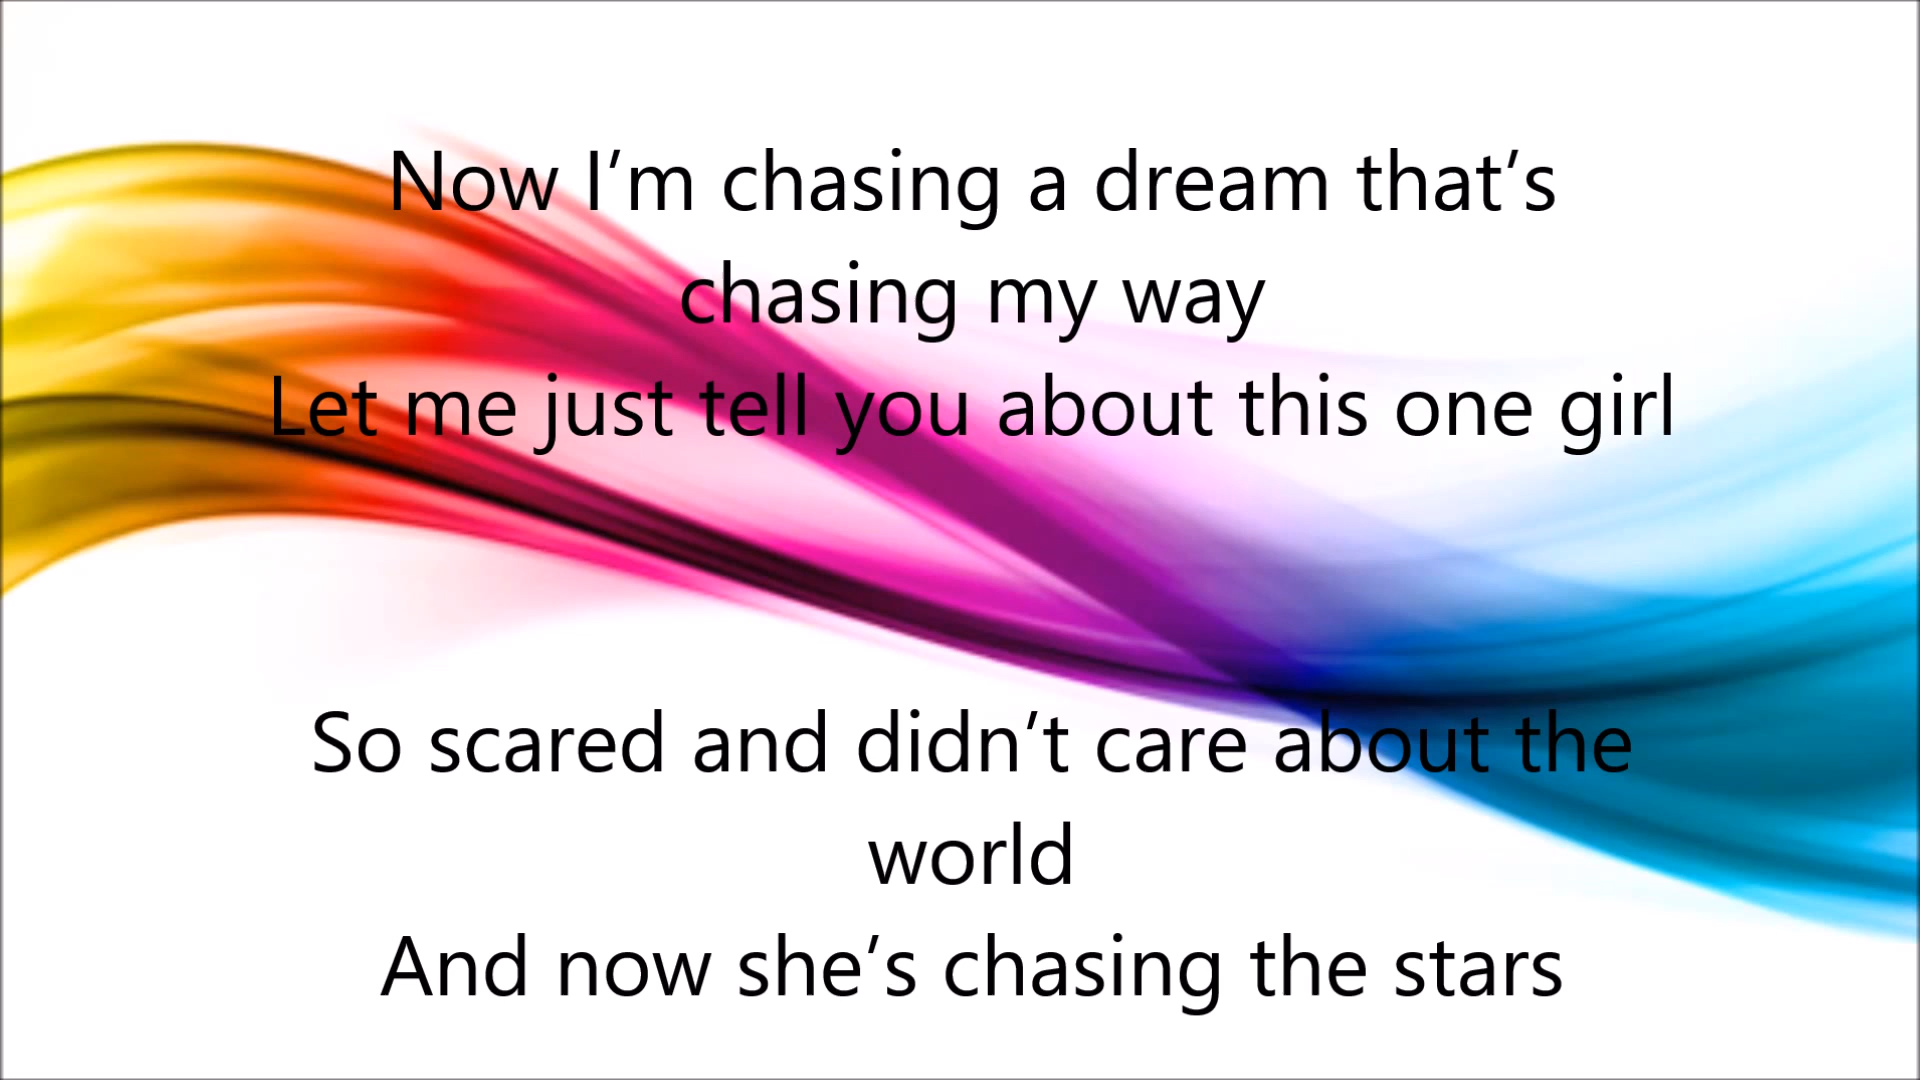 Now I’m chasing a dream that’s
chasing my way
Let me just tell you about this one girl
So scared and didn’t care about the
world
And now she’s chasing the stars